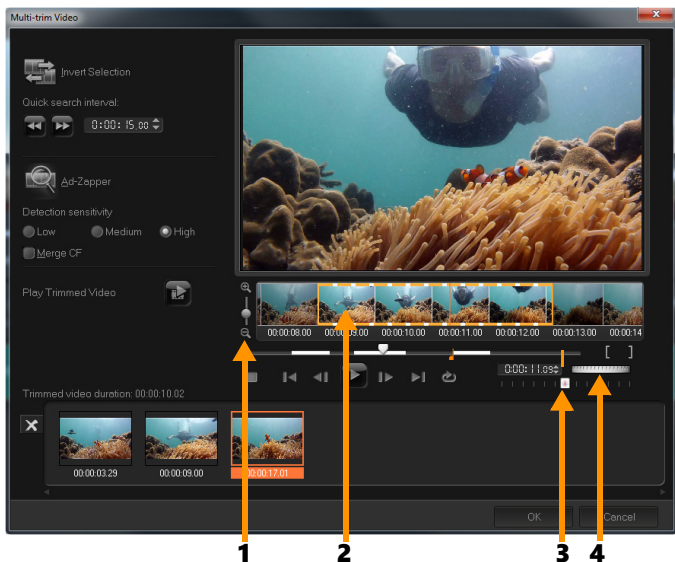 Multi-trim Video
Invert Selection
Quick search interval:
0:00:15.00
Ad-Zapper
Detection sensitivity
Low Medium High
Merge CF
Play Trimmed Video
00:00:08.00 00:00:09.00 00:00:10.00 00:00:11.00 00:00:12.00 00:00:13.00 00:00:14
[ ]
0:00:11.09
Trimmed video duration: 00:00:10.02
00:00:03.29 00:00:09.00 00:00:17.01
OK Cancel
1 2 3 4